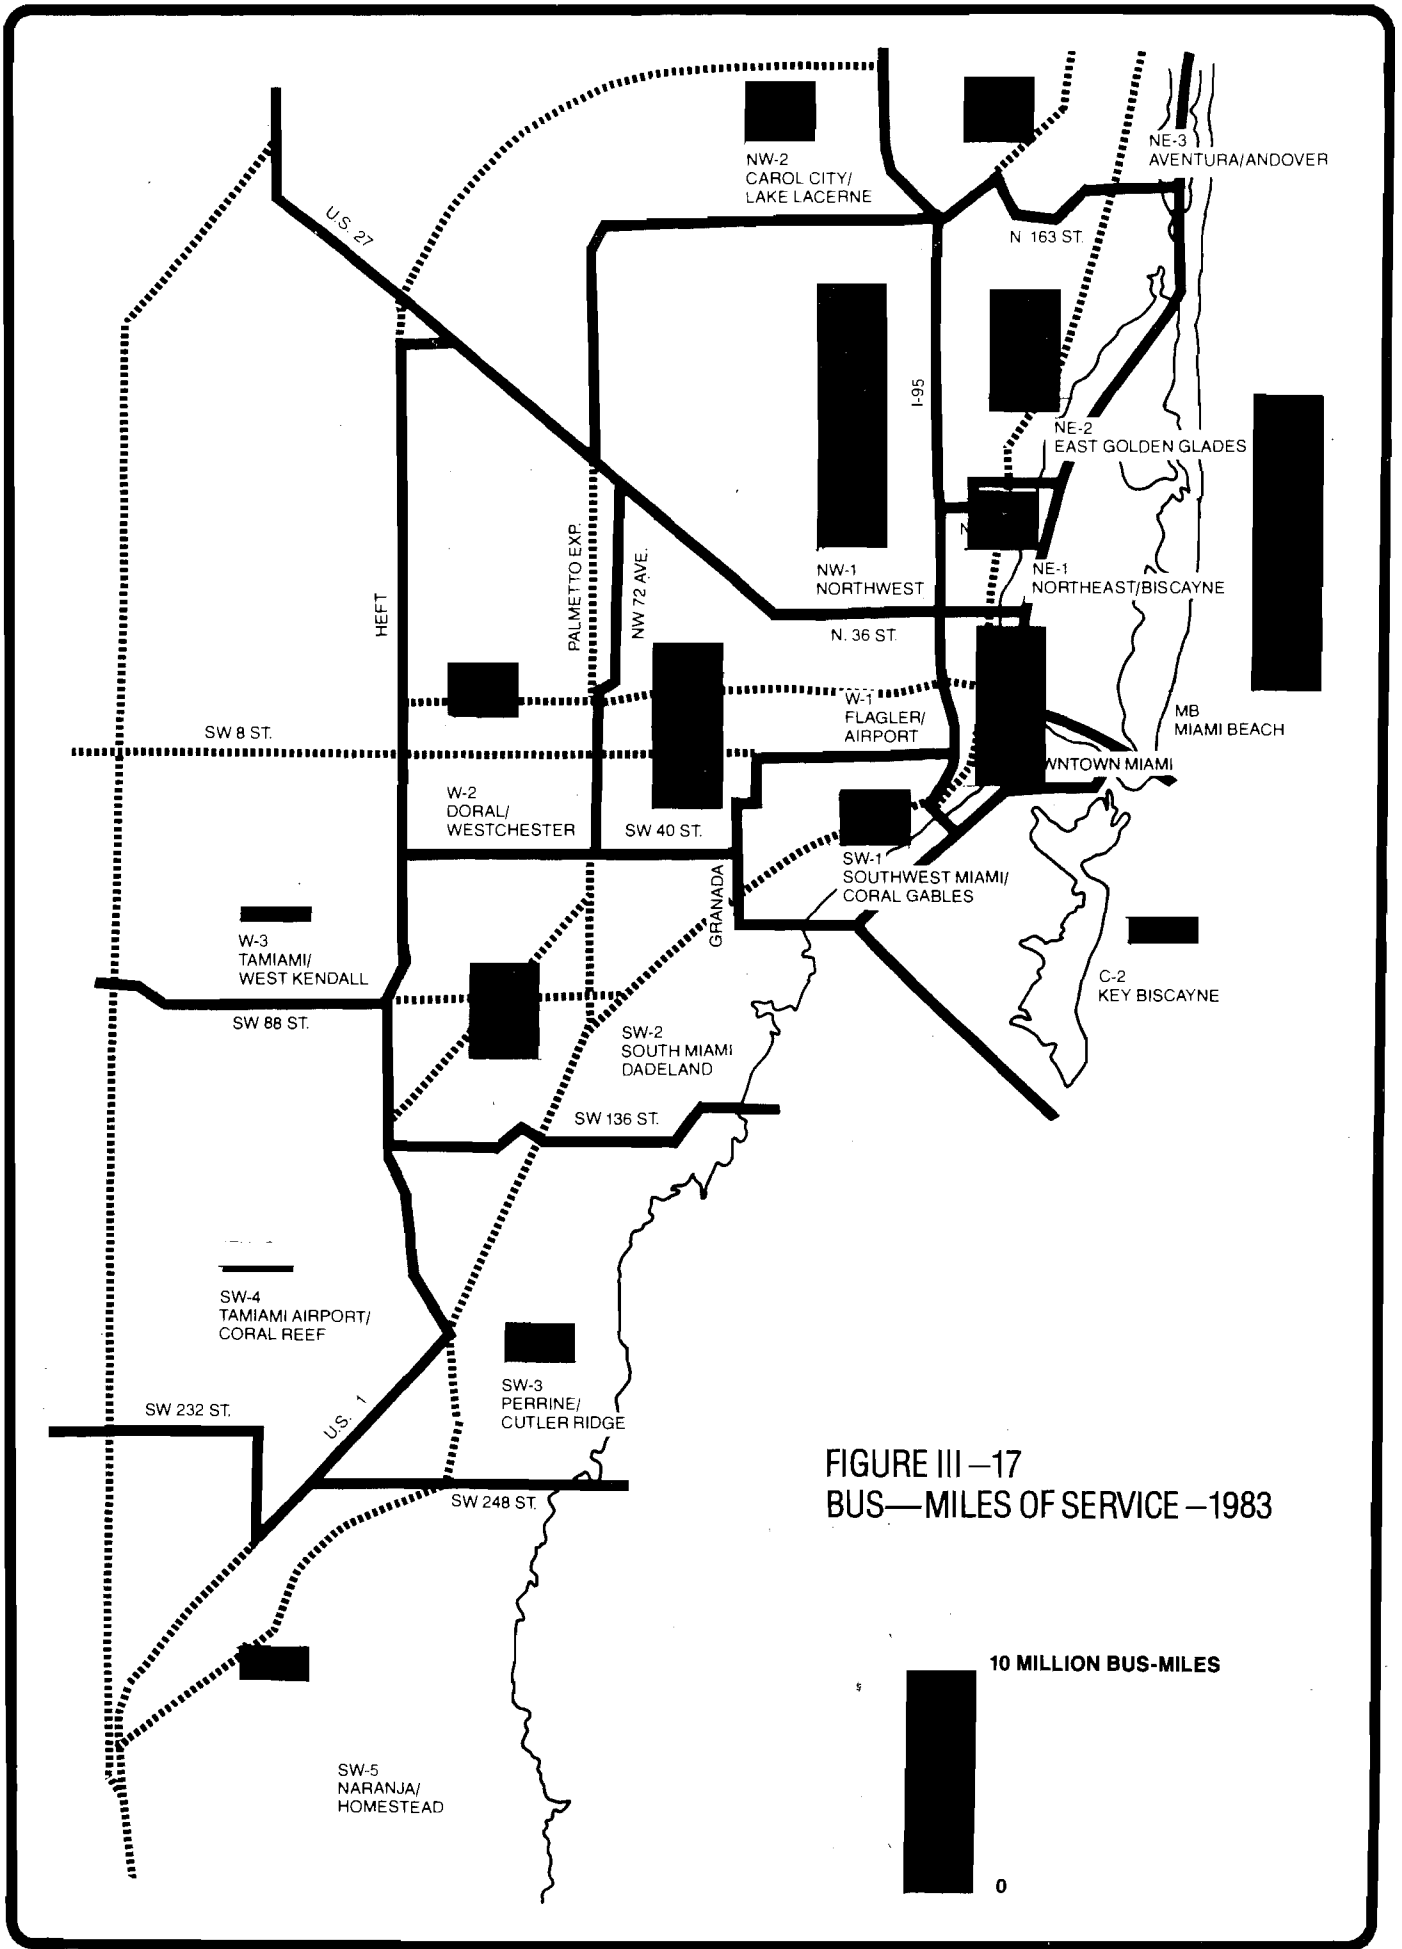 NE-3
AVENTURA/ANDOVER
NW-2
CAROL CITY/
LAKE LACERNE
U.S. 27
N 163 ST.
I-95
NE-2
EAST GOLDEN GLADES
N
PALMETTO EXP.
NW 72 AVE.
HEFT
NW-1
NORTHWEST
NE-1
NORTHEAST/BISCAYNE
N. 36 ST.
W-1
FLAGLER/
AIRPORT
MB
MIAMI BEACH
SW 8 ST.
WNTOWN MIAMI
W-2
DORAL/
WESTCHESTER
SW 40 ST.
SW-1
SOUTHWEST MIAMI/
CORAL GABLES
GRANADA
W-3
TAMIAMI/
WEST KENDALL
C-2
KEY BISCAYNE
SW 88 ST.
SW-2
SOUTH MIAMI
DADELAND
SW 136 ST.
SW-4
TAMIAMI AIRPORT/
CORAL REEF
SW-3
PERRINE/
CUTLER RIDGE
SW 232 ST.
U.S. 1
SW 248 ST.
FIGURE III —17
BUS—MILES OF SERVICE —1983
10 MILLION BUS-MILES
0
SW-5
NARANJA/
HOMESTEAD